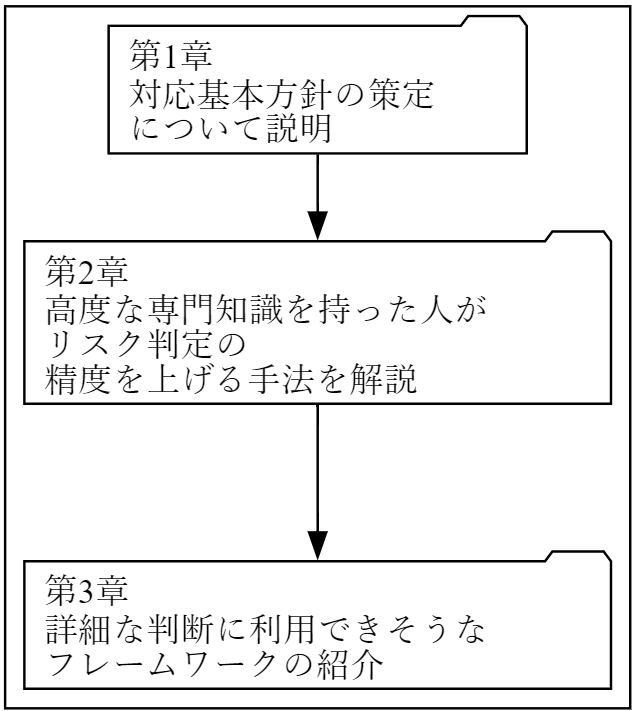 第1章
対応基本方針の策定
について説明
第2章
高度な専門知識を持った人が
リスク判定の
精度を上げる手法を解説
第3章
詳細な判断に利用できそうな
フレームワークの紹介